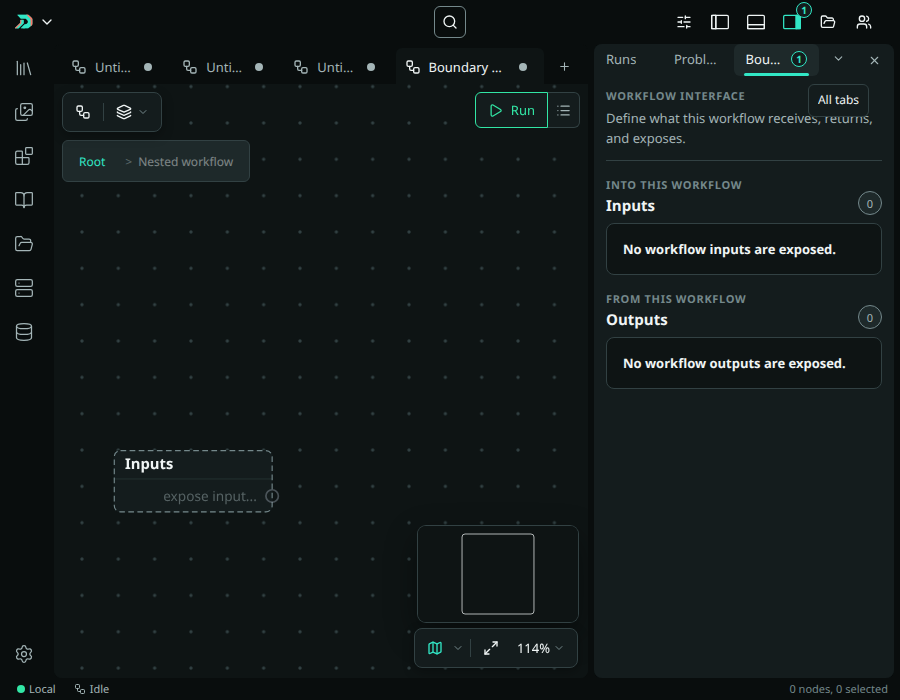 1
Unti...
Unti...
Unti...
Boundary ...
Runs
Probl...
Bou...
1
Run
Root > Nested workflow
All tabs
WORKFLOW INTERFACE
Define what this workflow receives, returns,
and exposes.
INTO THIS WORKFLOW
Inputs
0
No workflow inputs are exposed.
FROM THIS WORKFLOW
Outputs
0
No workflow outputs are exposed.
Inputs
expose input...
114%
Local
Idle
0 nodes, 0 selected